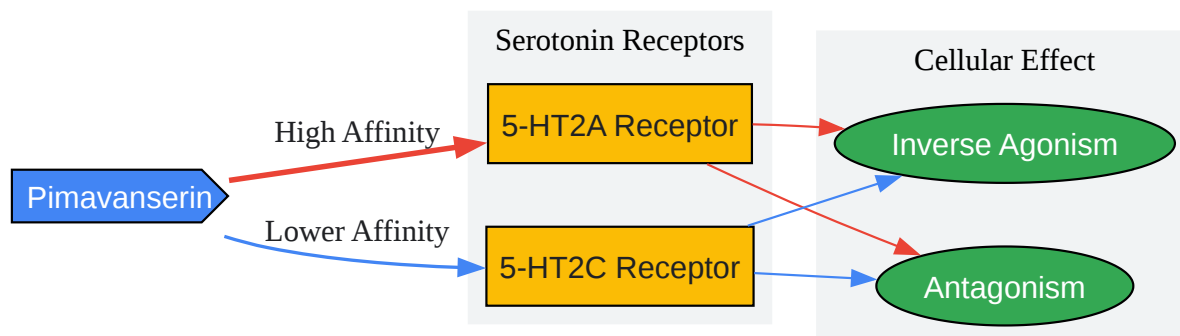 Serotonin Receptors
Cellular Effect
High Affinity
5-HT2A Receptor
Inverse Agonism
Pimavanserin
Lower Affinity
5-HT2C Receptor
Antagonism